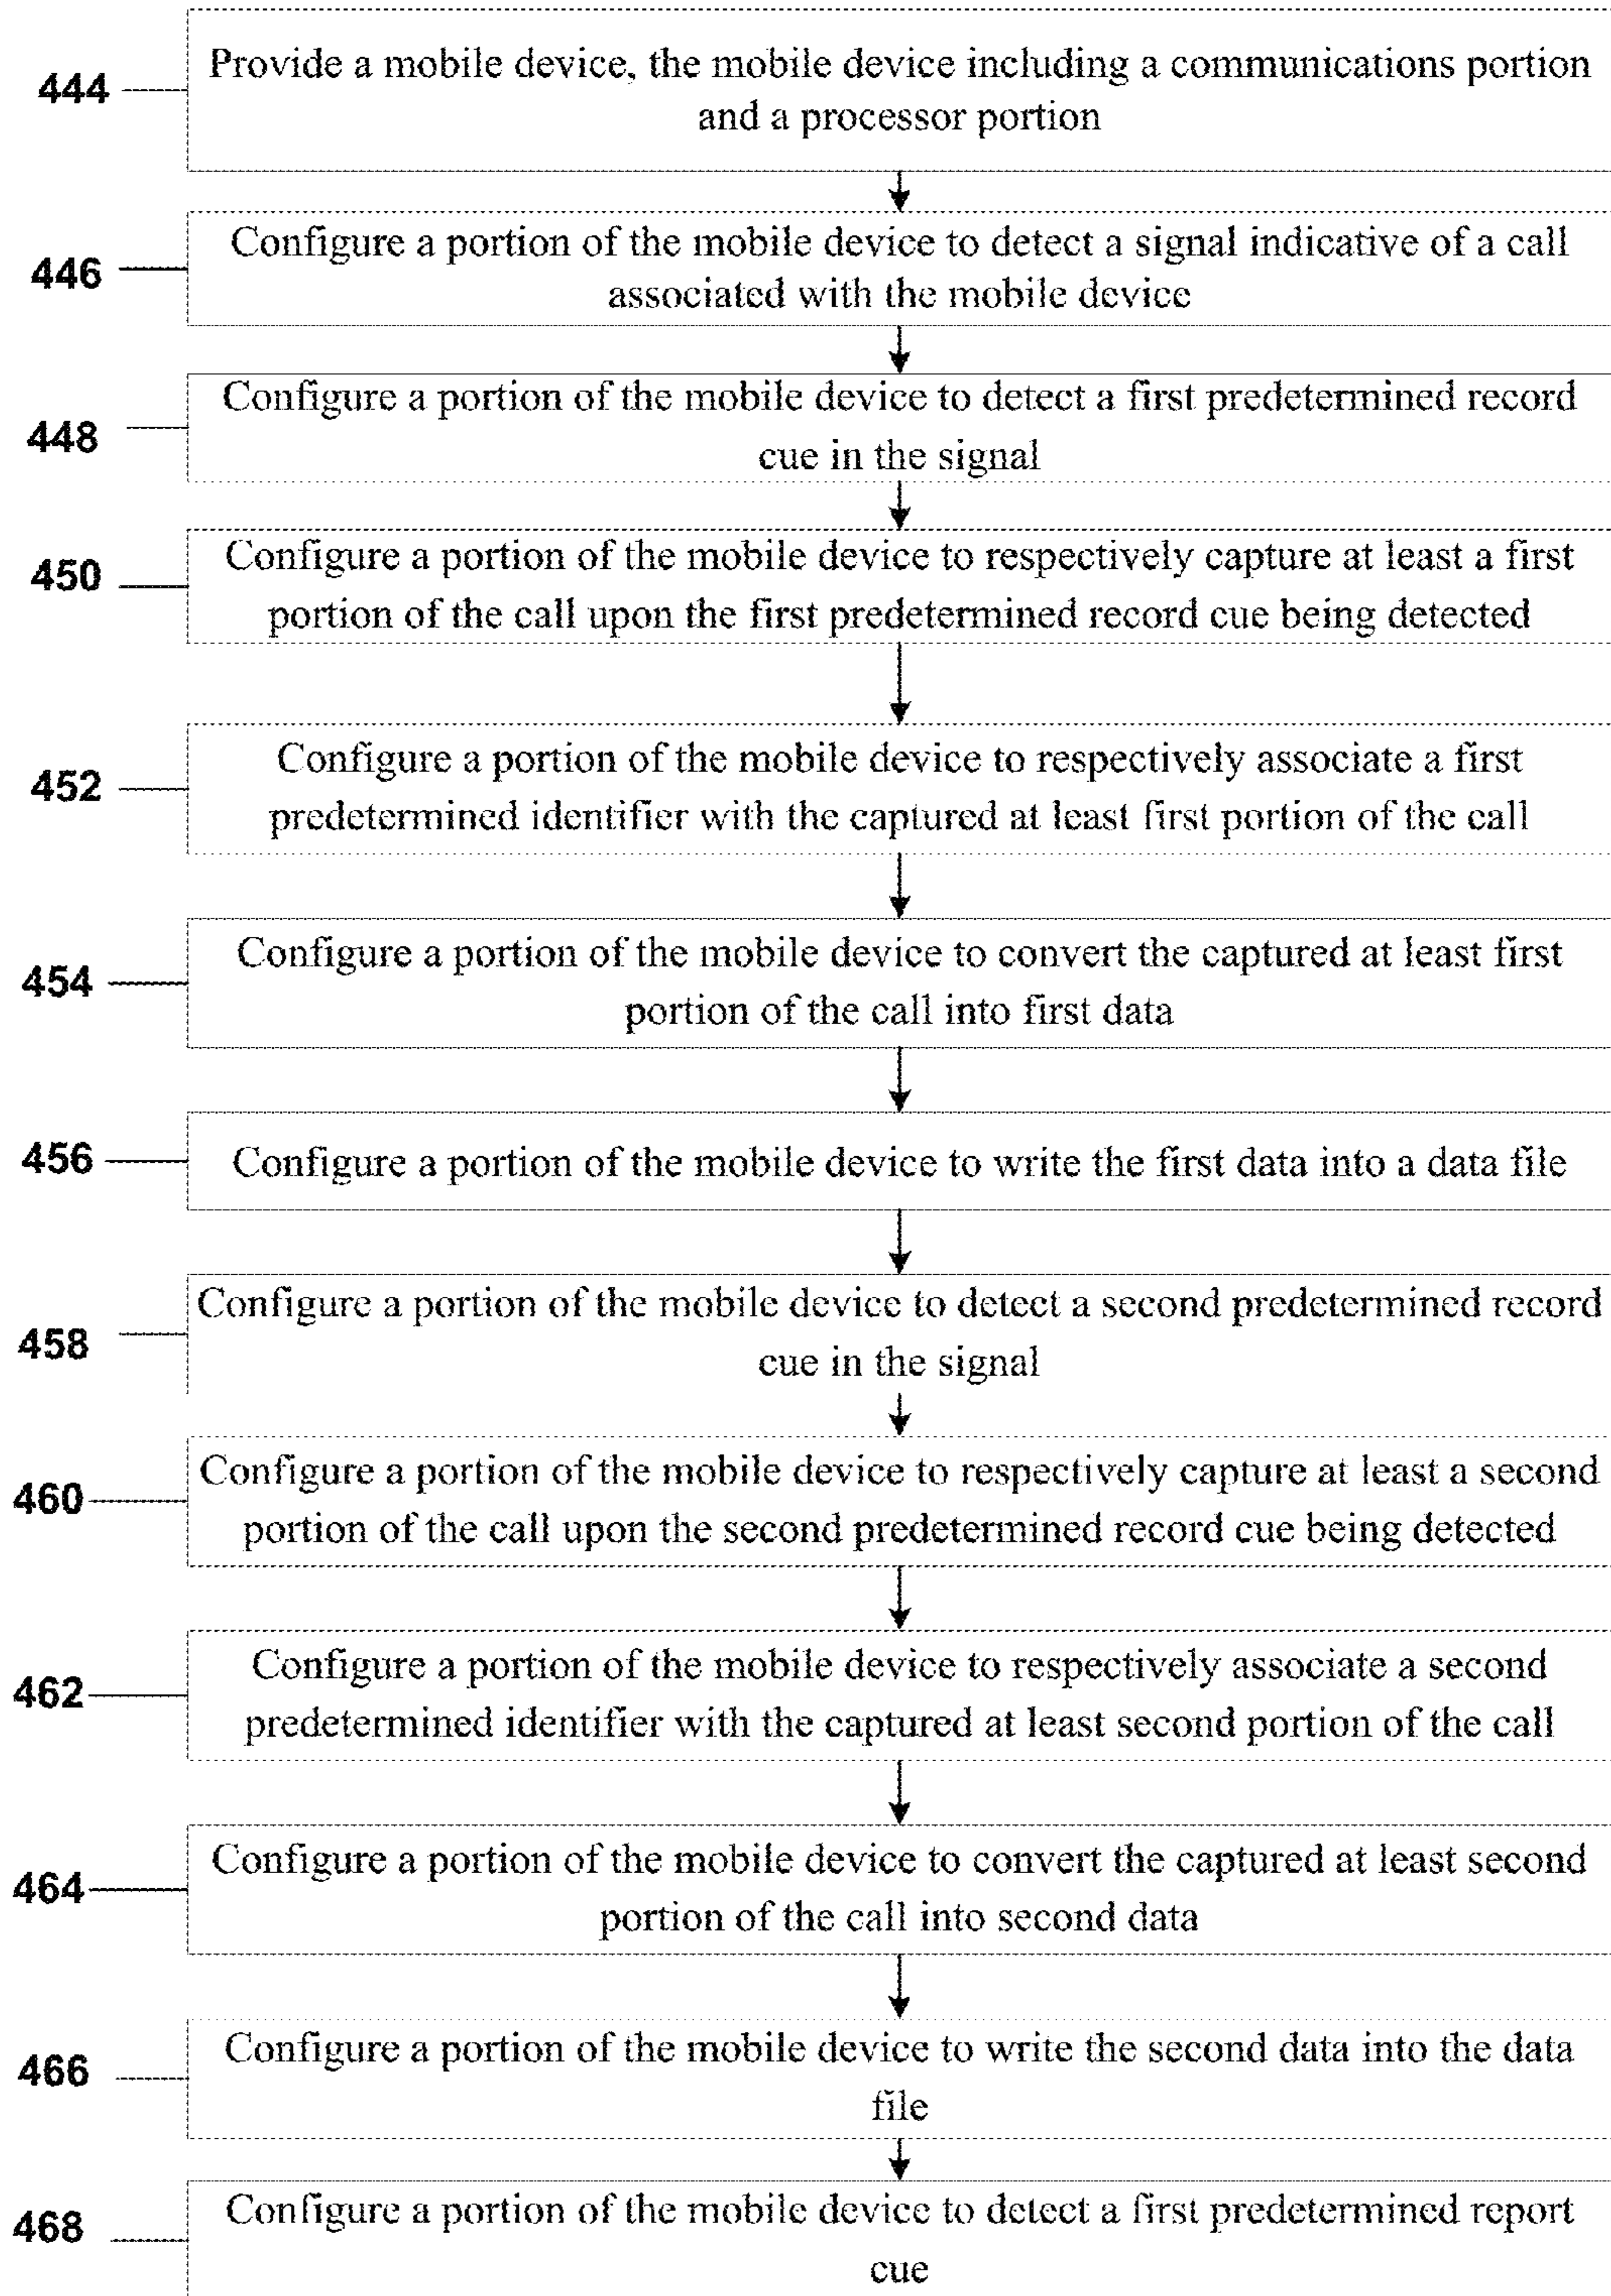 444
Provide a mobile device, the mobile device including a communications portion
and a processor portion
446
Configure a portion of the mobile device to detect a signal indicative of a call
associated with the mobile device
448
Configure a portion of the mobile device to detect a first predetermined record
cue in the signal
450
Configure a portion of the mobile device to respectively capture at least a first
portion of the call upon the first predetermined record cue being detected
452
Configure a portion of the mobile device to respectively associate a first
predetermined identifier with the captured at least first portion of the call
454
Configure a portion of the mobile device to convert the captured at least first
portion of the call into first data
456
Configure a portion of the mobile device to write the first data into a data file
458
Configure a portion of the mobile device to detect a second predetermined record
cue in the signal
460
Configure a portion of the mobile device to respectively capture at least a second
portion of the call upon the second predetermined record cue being detected
462
Configure a portion of the mobile device to respectively associate a second
predetermined identifier with the captured at least second portion of the call
464
Configure a portion of the mobile device to convert the captured at least second
portion of the call into second data
466
Configure a portion of the mobile device to write the second data into the data
file
468
Configure a portion of the mobile device to detect a first predetermined report
cue